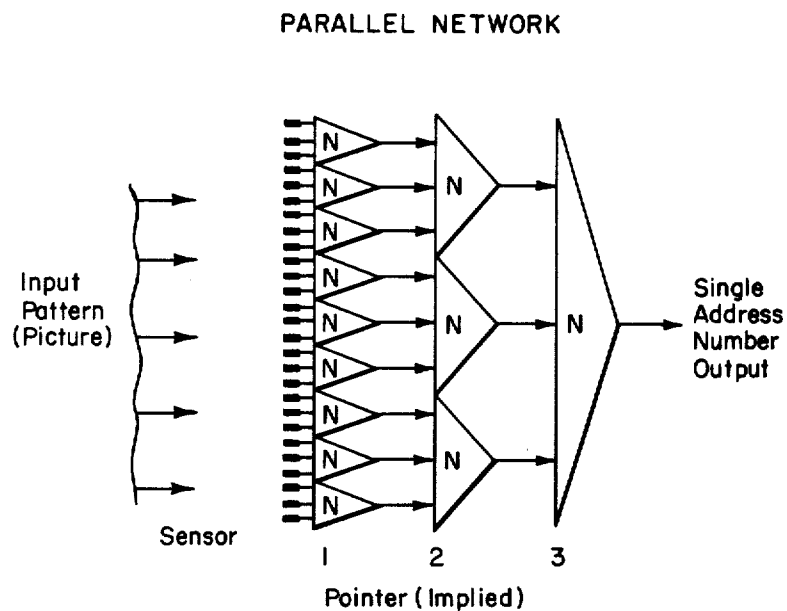 PARALLEL NETWORK
Input
Pattern
(Picture)
Sensor
N
N
N
N
N
N
N
N
N
N
N
N
N
Single
Address
Number
Output
1
2
3
Pointer (Implied)